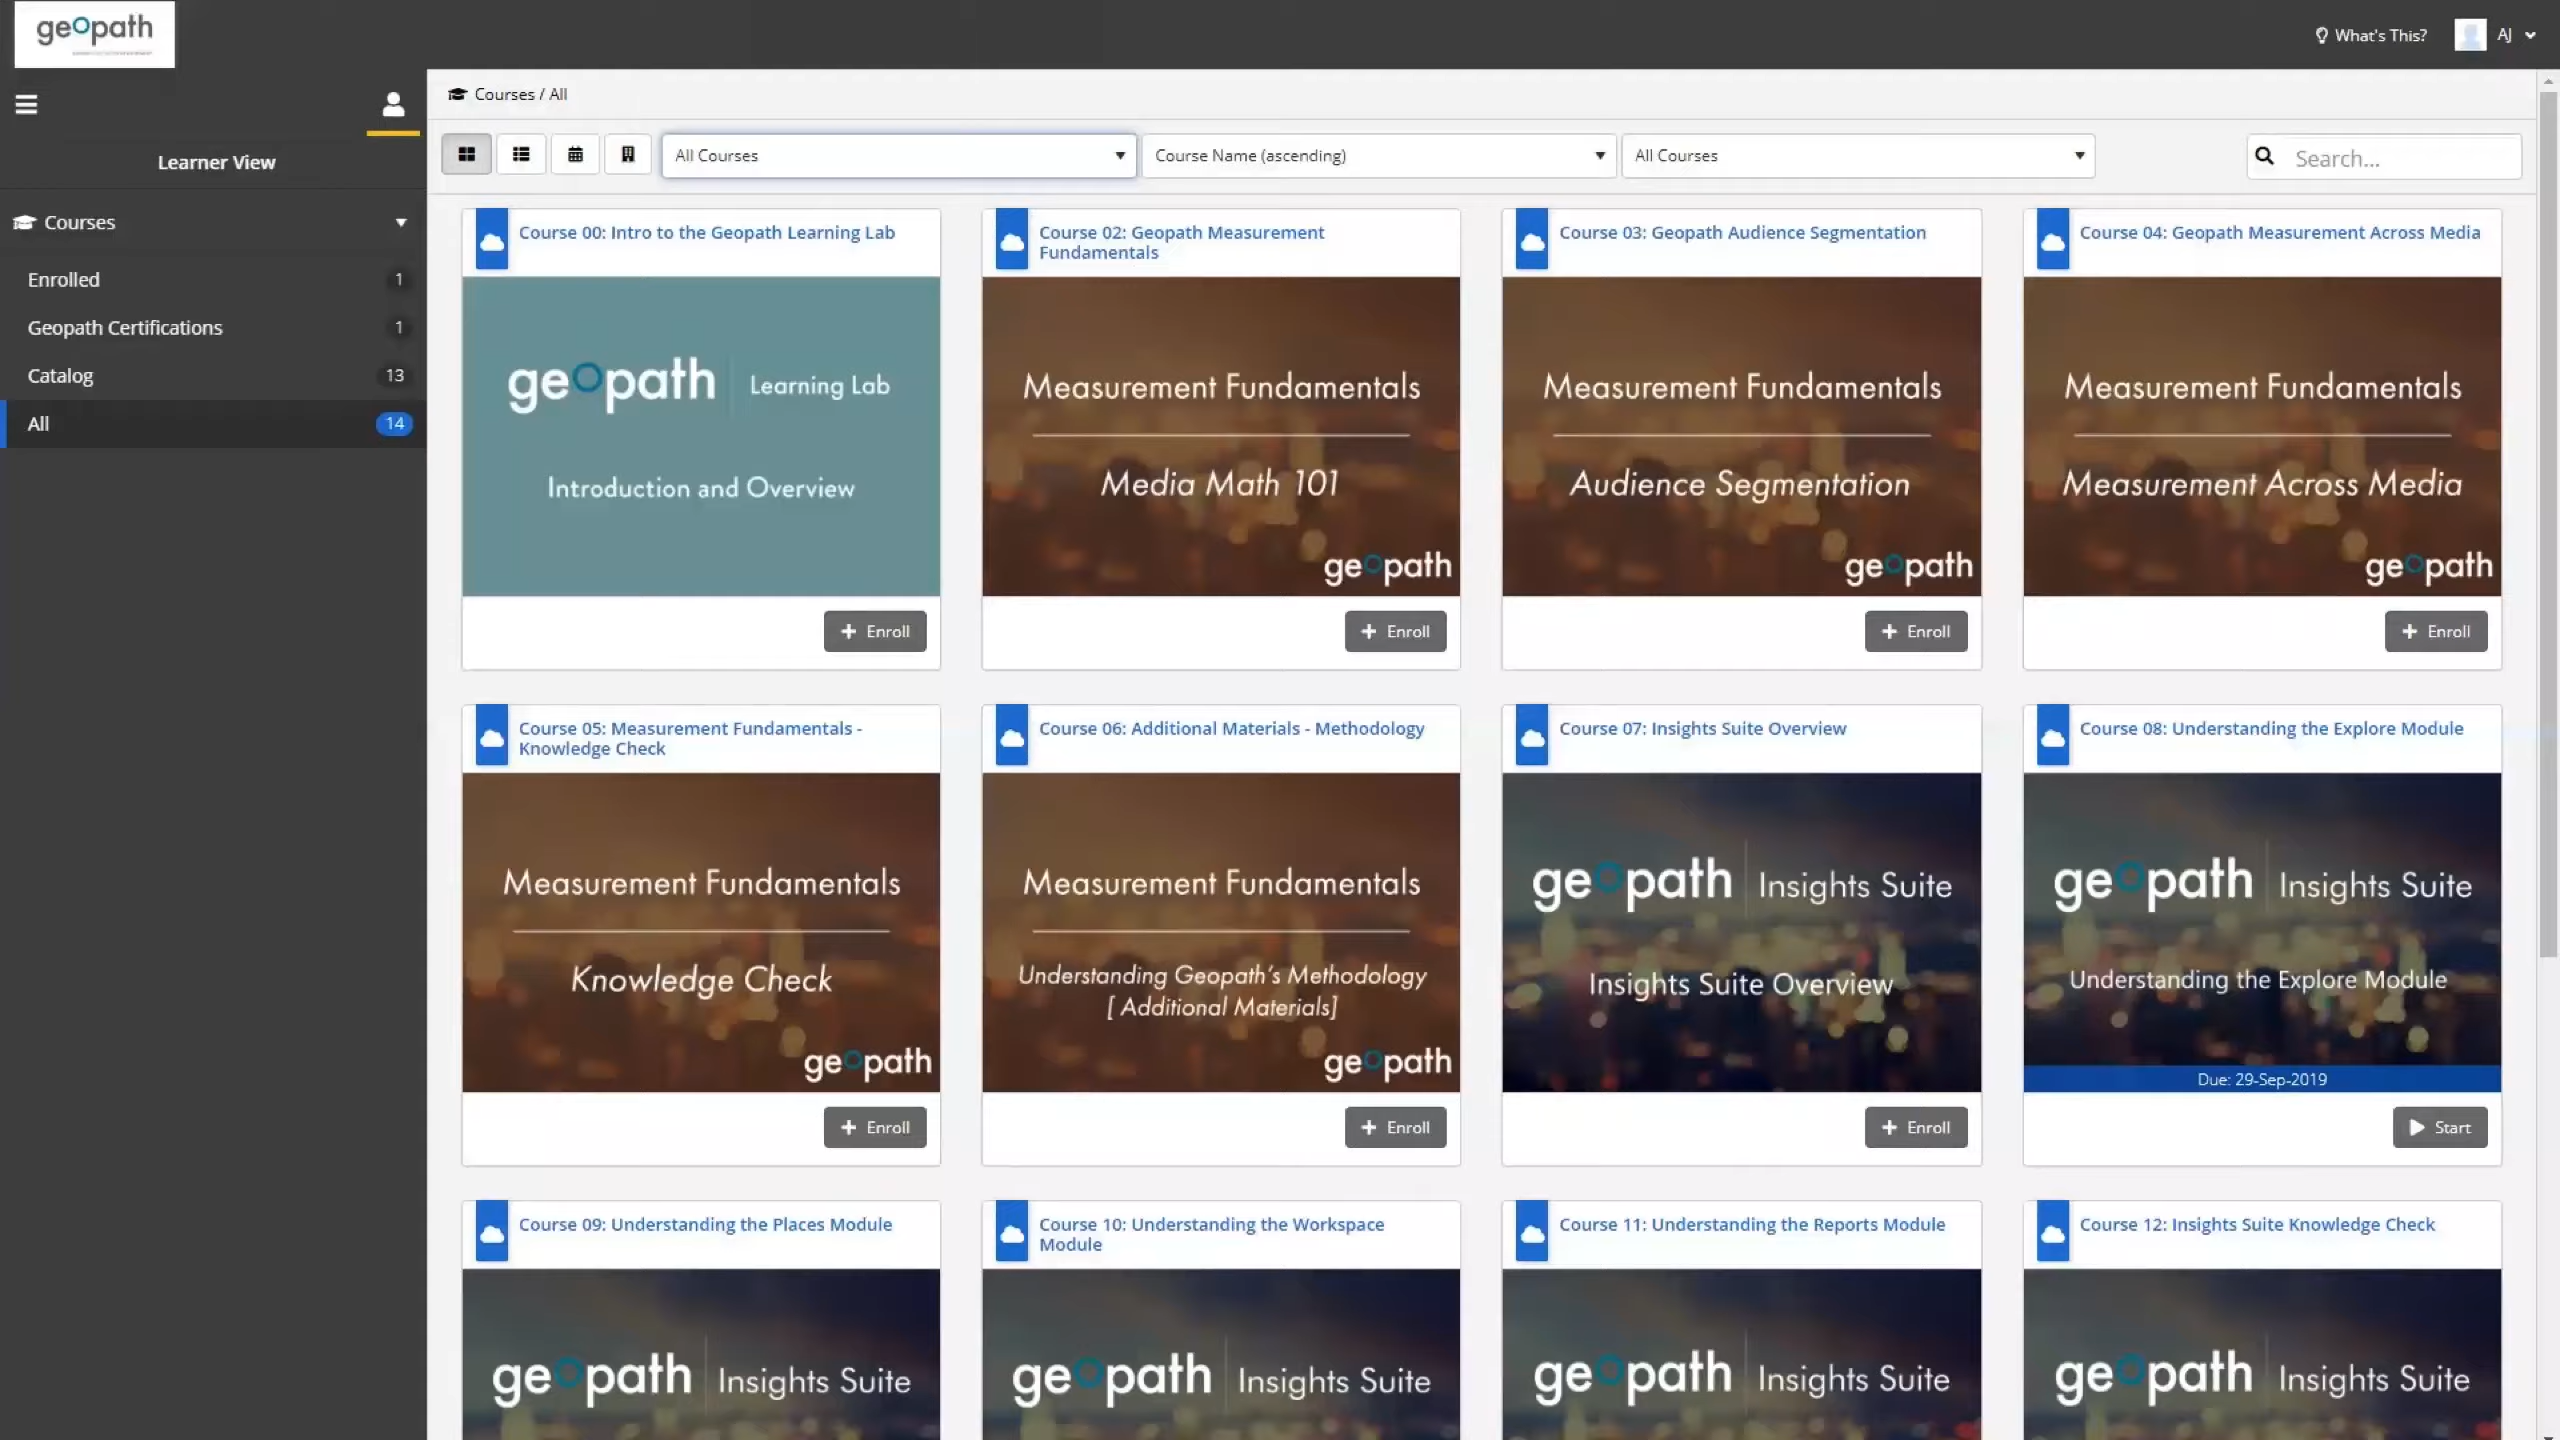 geopath
What's This?
AJ
Learner View
Courses
Enrolled 1
Geopath Certifications 1
Catalog 13
All 14
Courses / All
All Courses
Course Name (ascending)
All Courses
Search...
Course 00: Intro to the Geopath Learning Lab
geopath Learning Lab
Introduction and Overview
Enroll
Course 02: Geopath Measurement
Fundamentals
Measurement Fundamentals
Media Math 101
geopath
Enroll
Course 03: Geopath Audience Segmentation
Measurement Fundamentals
Audience Segmentation
geopath
Enroll
Course 04: Geopath Measurement Across Media
Measurement Fundamentals
Measurement Across Media
geopath
Enroll
Course 05: Measurement Fundamentals -
Knowledge Check
Measurement Fundamentals
Knowledge Check
geopath
Enroll
Course 06: Additional Materials - Methodology
Measurement Fundamentals
Understanding Geopath's Methodology
[ Additional Materials]
geopath
Enroll
Course 07: Insights Suite Overview
geopath Insights Suite
Insights Suite Overview
Enroll
Course 08: Understanding the Explore Module
geopath Insights Suite
Understanding the Explore Module
Due: 29-Sep-2019
Start
Course 09: Understanding the Places Module
geopath Insights Suite
Course 10: Understanding the Workspace
Module
geopath Insights Suite
Course 11: Understanding the Reports Module
geopath Insights Suite
Course 12: Insights Suite Knowledge Check
geopath Insights Suite